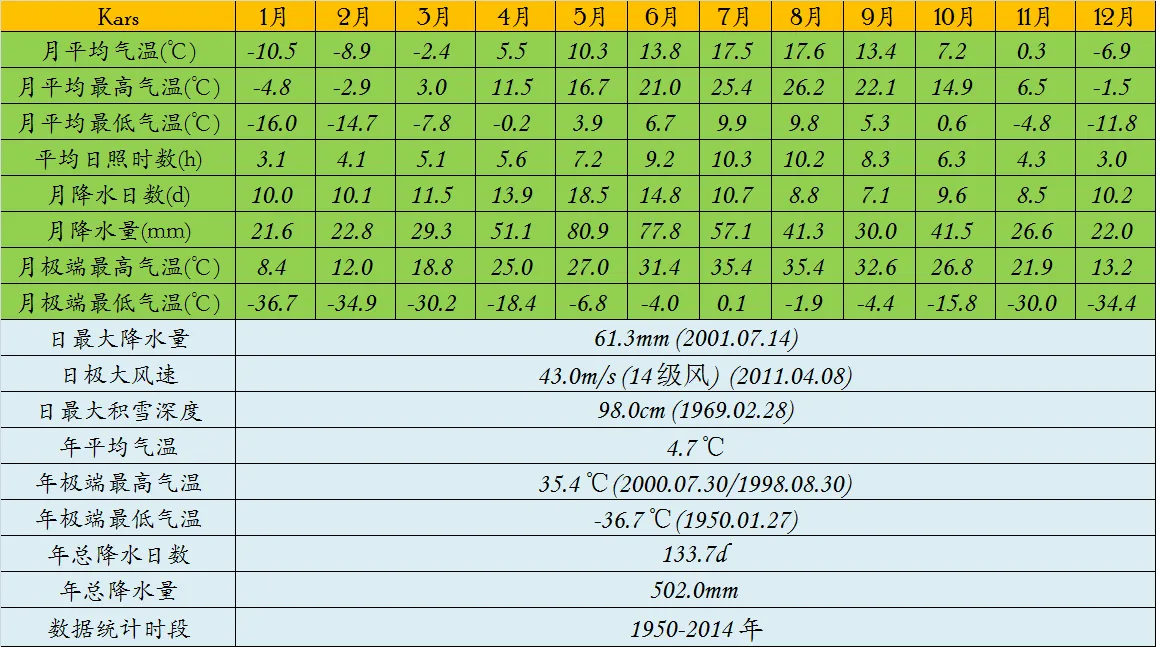 Kars 1月 2月 3月 4月 5月 6月 7月 8月 9月 10月 11月 12月
月平均气温(℃) -10.5 -8.9 -2.4 5.5 10.3 13.8 17.5 17.6 13.4 7.2 0.3 -6.9
月平均最高气温(℃) -4.8 -2.9 3.0 11.5 16.7 21.0 25.4 26.2 22.1 14.9 6.5 -1.5
月平均最低气温(℃) -16.0 -14.7 -7.8 -0.2 3.9 6.7 9.9 9.8 5.3 0.6 -4.8 -11.8
平均日照时数(h) 3.1 4.1 5.1 5.6 7.2 9.2 10.3 10.2 8.3 6.3 4.3 3.0
月降水日数(d) 10.0 10.1 11.5 13.9 18.5 14.8 10.7 8.8 7.1 9.6 8.5 10.2
月降水量(mm) 21.6 22.8 29.3 51.1 80.9 77.8 57.1 41.3 30.0 41.5 26.6 22.0
月极端最高气温(℃) 8.4 12.0 18.8 25.0 27.0 31.4 35.4 35.4 32.6 26.8 21.9 13.2
月极端最低气温(℃) -36.7 -34.9 -30.2 -18.4 -6.8 -4.0 0.1 -1.9 -4.4 -15.8 -30.0 -34.4
日最大降水量 61.3mm (2001.07.14)
日极大风速 43.0m/s (14级风) (2011.04.08)
日最大积雪深度 98.0cm (1969.02.28)
年平均气温 4.7℃
年极端最高气温 35.4℃(2000.07.30/1998.08.30)
年极端最低气温 -36.7℃(1950.01.27)
年总降水日数 133.7d
年总降水量 502.0mm
数据统计时段 1950-2014年